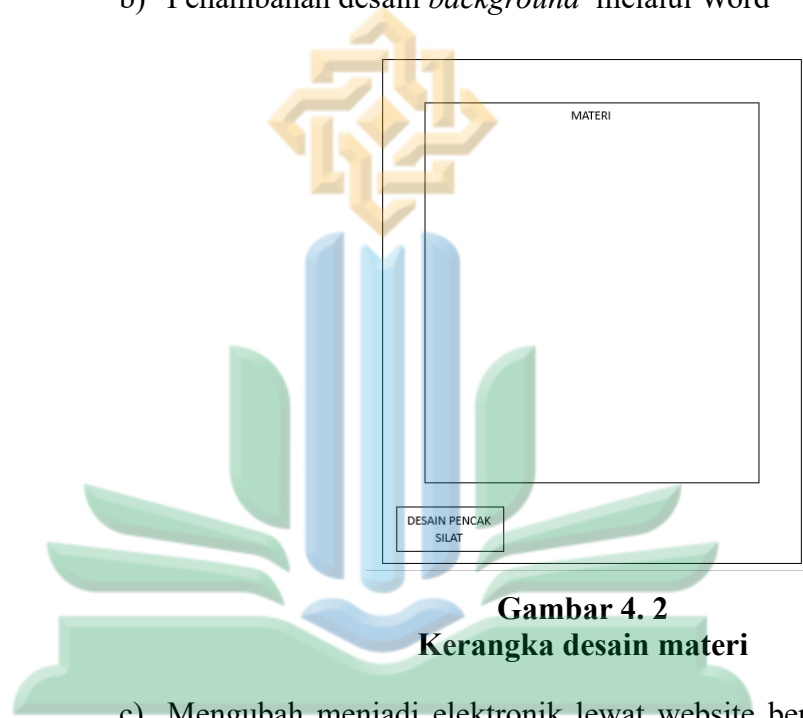 b) Penambahan desain background melalui Word
MATERI
DESAIN PENCAK
SILAT
Gambar 4. 2
Kerangka desain materi
c) Mengubah menjadi elektronik lewat website